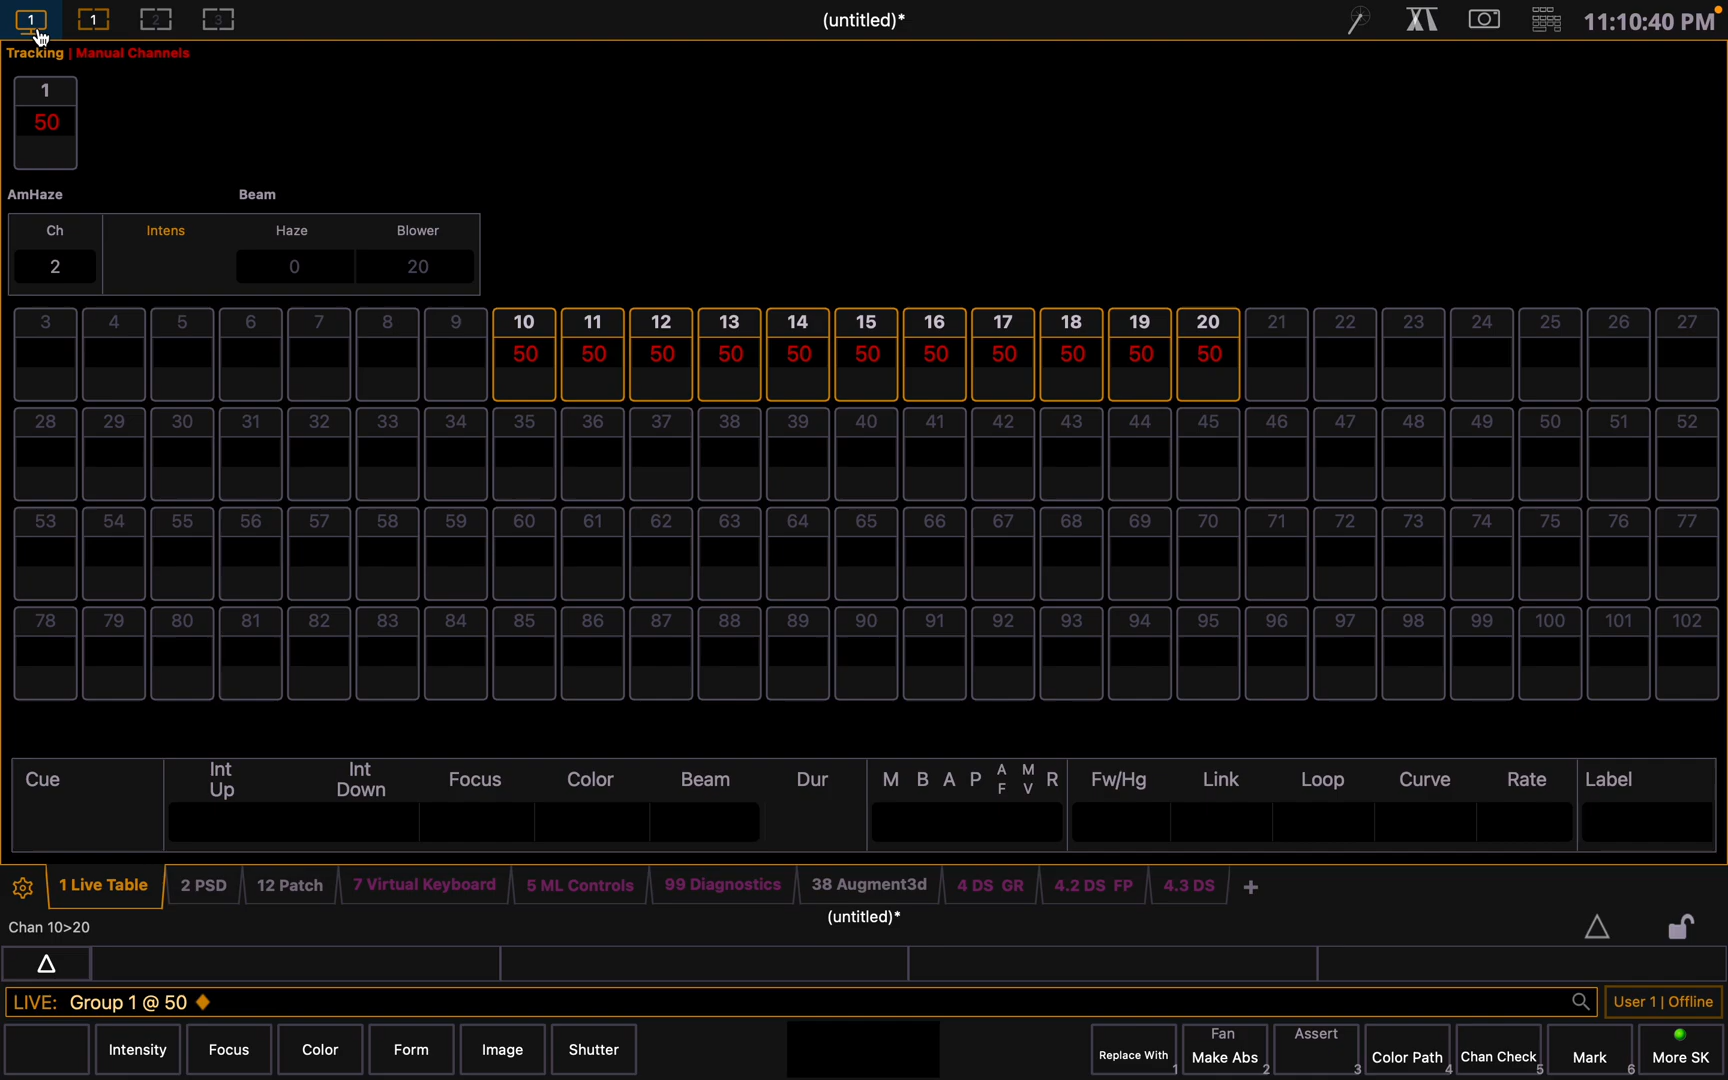 1 1 2 3 (untitled)* 11:10:40 PM
Tracking | Manual Channels
1
50
AmHaze Beam
Ch Intens Haze Blower
2 0 20
3 4 5 6 7 8 9 10 11 12 13 14 15 16 17 18 19 20 21 22 23 24 25 26 27
50 50 50 50 50 50 50 50 50 50 50
28 29 30 31 32 33 34 35 36 37 38 39 40 41 42 43 44 45 46 47 48 49 50 51 52
53 54 55 56 57 58 59 60 61 62 63 64 65 66 67 68 69 70 71 72 73 74 75 76 77
78 79 80 81 82 83 84 85 86 87 88 89 90 91 92 93 94 95 96 97 98 99 100 101 102
Cue Int Up Int Down Focus Color Beam Dur M B A P A F M V R Fw/Hg Link Loop Curve Rate Label
1 Live Table 2 PSD 12 Patch 7 Virtual Keyboard 5 ML Controls 99 Diagnostics 38 Augment3d 4 DS GR 4.2 DS FP 4.3 DS +
(untitled)*
Chan 10>20
LIVE: Group 1 @ 50 User 1 | Offline
Intensity Focus Color Form Image Shutter Replace With 1 Fan Make Abs 2 Assert 3 Color Path 4 Chan Check 5 Mark 6 More SK